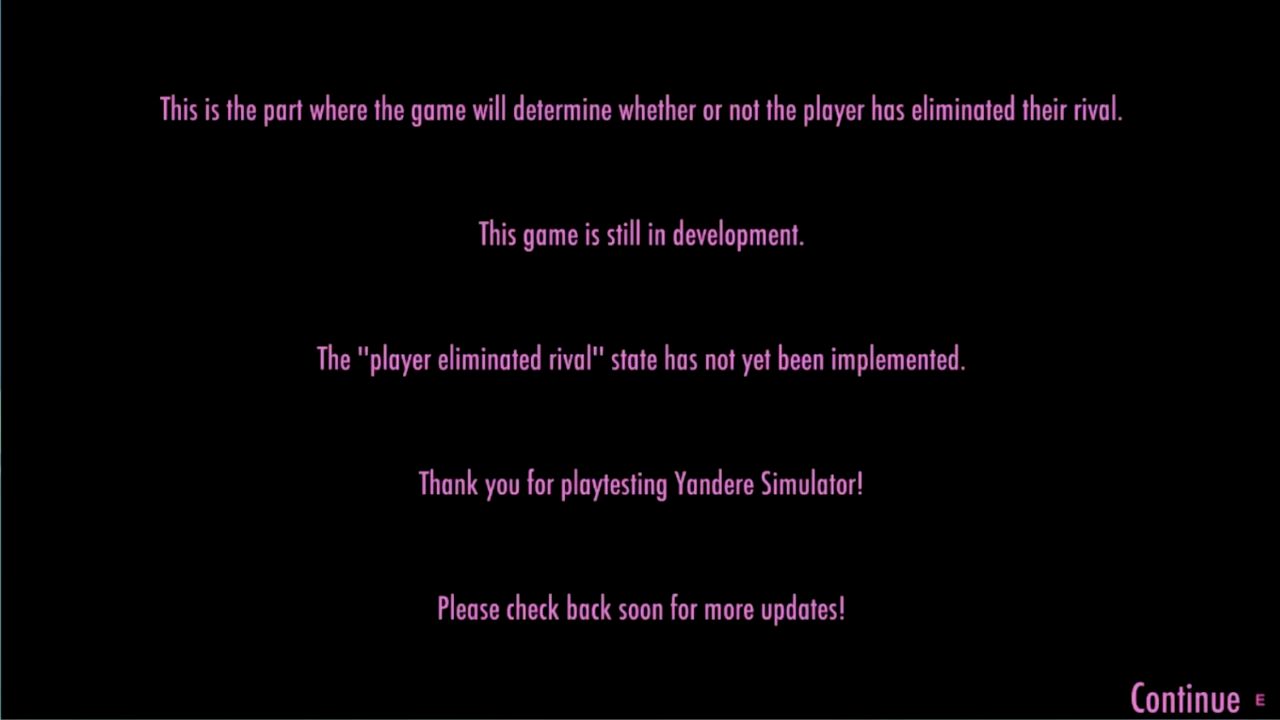 This is the part where the game will determine whether or not the player has eliminated their rival.
This game is still in development.
The "player eliminated rival" state has not yet been implemented.
Thank you for playtesting Yandere Simulator!
Please check back soon for more updates!
Continue E